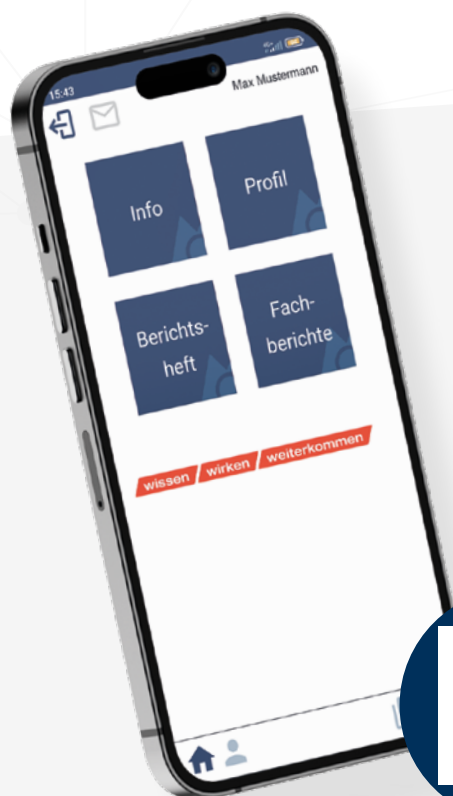 15:43
Max Mustermann
Info
Profil
Berichts-
heft
Fach-
berichte
wissen wirken weiterkommen